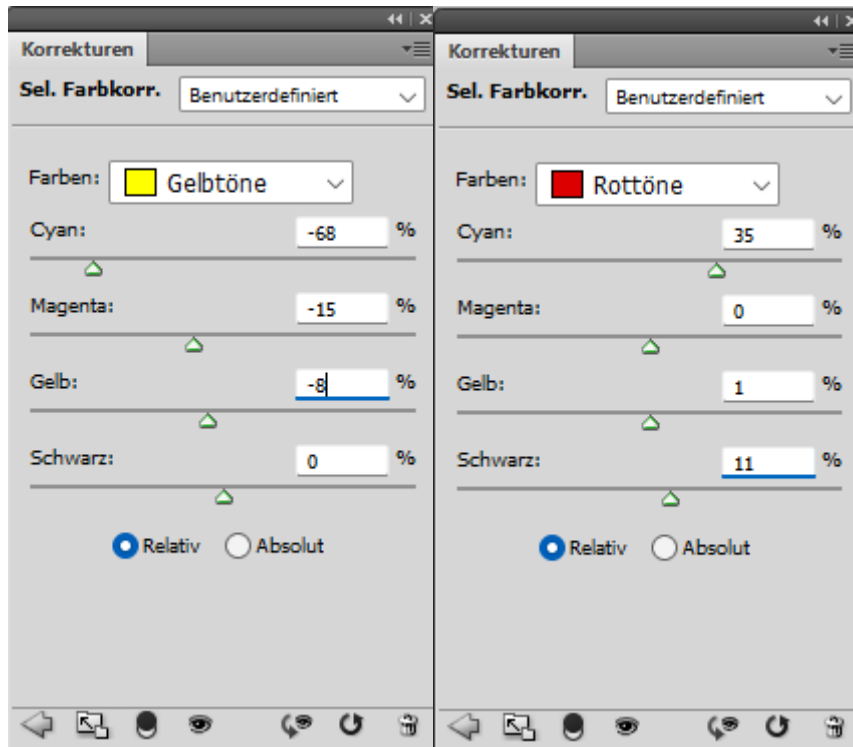 Korrekturen
Sel. Farbkorr. Benutzerdefiniert
Farben: Gelbtöne
Cyan: -68 %
Magenta: -15 %
Gelb: -8 %
Schwarz: 0 %
Relativ Absolut
Korrekturen
Sel. Farbkorr. Benutzerdefiniert
Farben: Rottöne
Cyan: 35 %
Magenta: 0 %
Gelb: 1 %
Schwarz: 11 %
Relativ Absolut